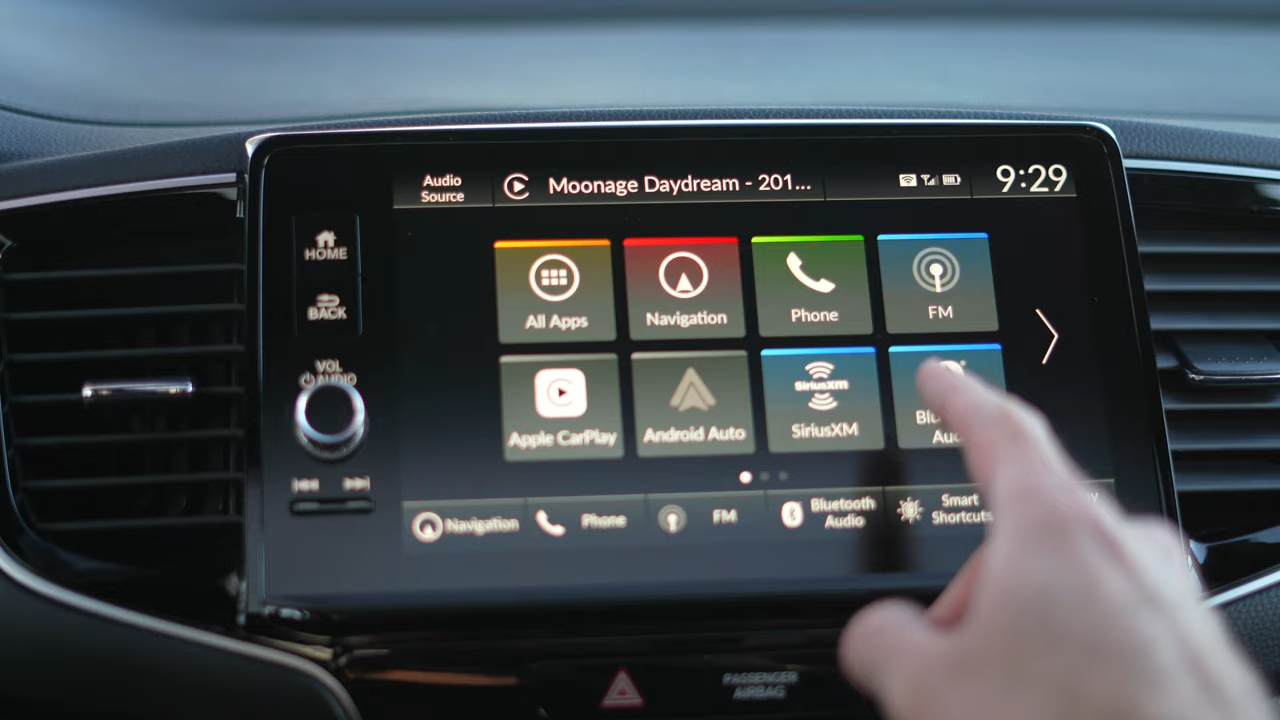 Audio
Source
Moonage Daydream - 201...
9:29
HOME
BACK
VOL
AUDIO
All Apps
Navigation
Phone
FM
Apple CarPlay
Android Auto
SiriusXM
SiriusXM
Navigation
Phone
FM
Bluetooth
Audio
Smart
Shortcuts
PASSENGER
AIRBAG